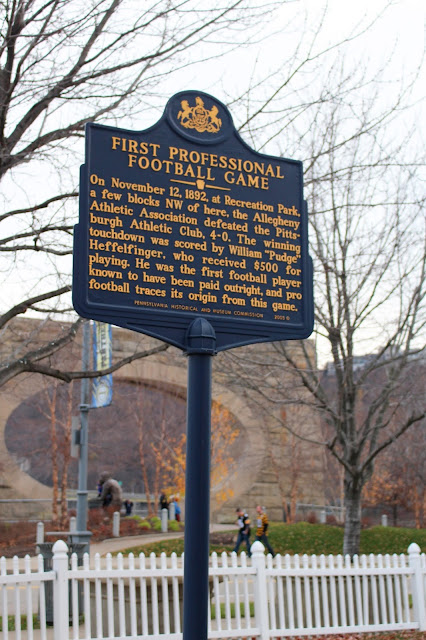 FIRST PROFESSIONAL
FOOTBALL GAME
On November 12, 1892, at Recreation Park,
a few blocks NW of here, the Allegheny
Athletic Association defeated the Pitts-
burgh Athletic Club, 4-0. The winning
touchdown was scored by William "Pudge"
Heffelfinger, who received $500 for
playing. He was the first football player
known to have been paid outright, and pro
football traces its origin from this game.
PENNSYLVANIA HISTORICAL AND MUSEUM COMMISSION 2003 ©